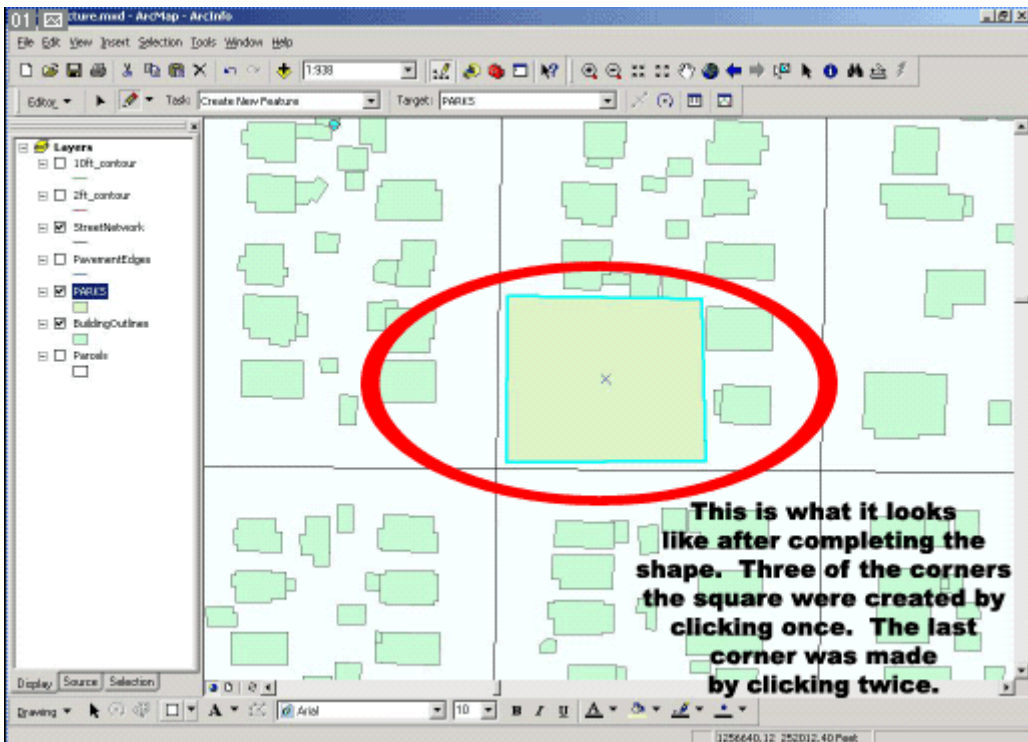 01
cture.mxd - ArcMap - ArcInfo
File Edit View Insert Selection Tools Window Help
1:938
Editor Task: Create New Feature Target: PARKS
Layers
10ft_contour
2ft_contour
StreetNetwork
PavementEdges
PARKS
BuildingOutlines
Parcels
This is what it looks
like after completing the
shape. Three of the corners
the square were created by
clicking once. The last
corner was made
by clicking twice.
Display Source Selection
Drawing A Arial 10 B I U A
1256640.12 252012.40 Feet